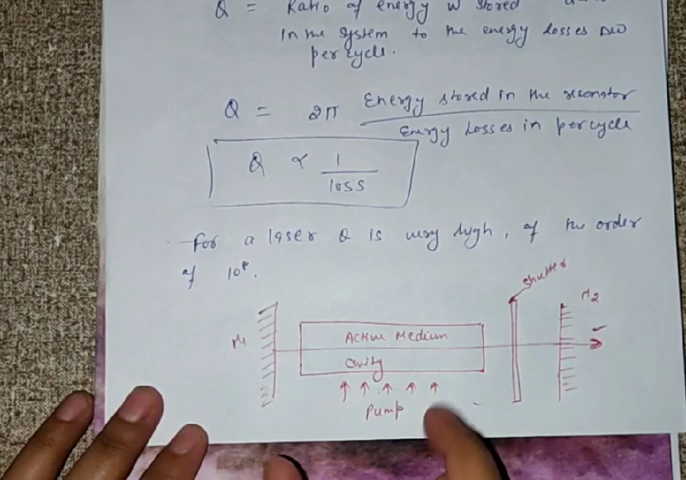 Q = Ratio of energy W stored
in the system to the energy losses ΔW
per cycle.
Q = 2π Energy stored in the resonator
Energy Losses in per cycle
Q ∝ 1
loss
- For a laser Q is very high, of the order
of 10⁸.
shutter
M2
M1
Active Medium
cavity
Pump